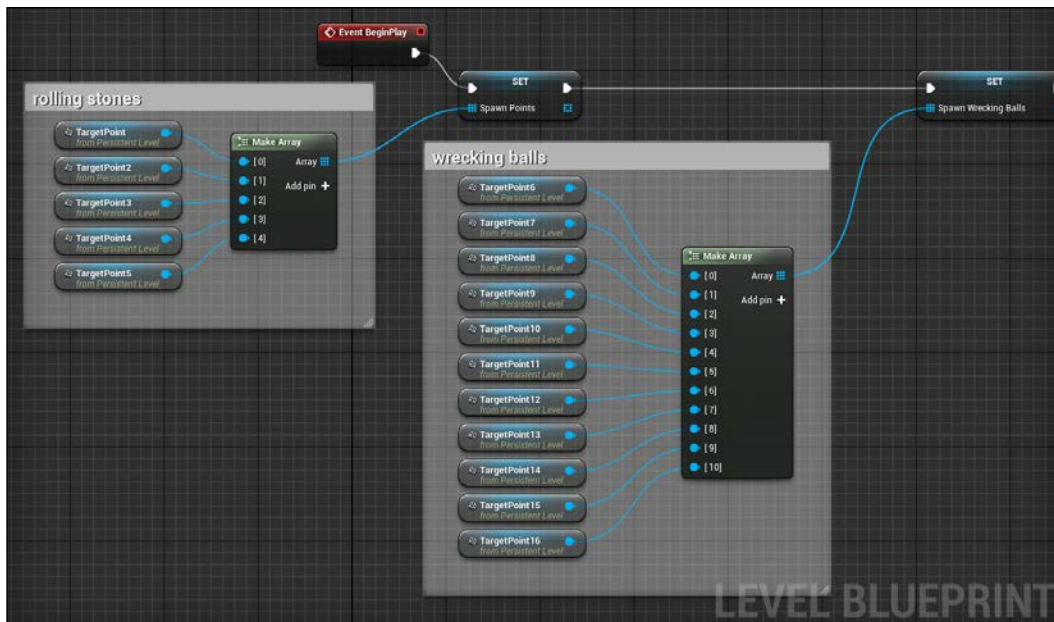 Event BeginPlay
SET
Spawn Points
SET
Spawn Wrecking Balls
rolling stones
TargetPoint
from Persistent Level
TargetPoint2
from Persistent Level
TargetPoint3
from Persistent Level
TargetPoint4
from Persistent Level
TargetPoint5
from Persistent Level
Make Array
[0] Array
[1] Add pin +
[2]
[3]
[4]
wrecking balls
TargetPoint6
from Persistent Level
TargetPoint7
from Persistent Level
TargetPoint8
from Persistent Level
TargetPoint9
from Persistent Level
TargetPoint10
from Persistent Level
TargetPoint11
from Persistent Level
TargetPoint12
from Persistent Level
TargetPoint13
from Persistent Level
TargetPoint14
from Persistent Level
TargetPoint15
from Persistent Level
TargetPoint16
from Persistent Level
Make Array
[0] Array
[1] Add pin +
[2]
[3]
[4]
[5]
[6]
[7]
[8]
[9]
[10]
LEVEL BLUEPRINT